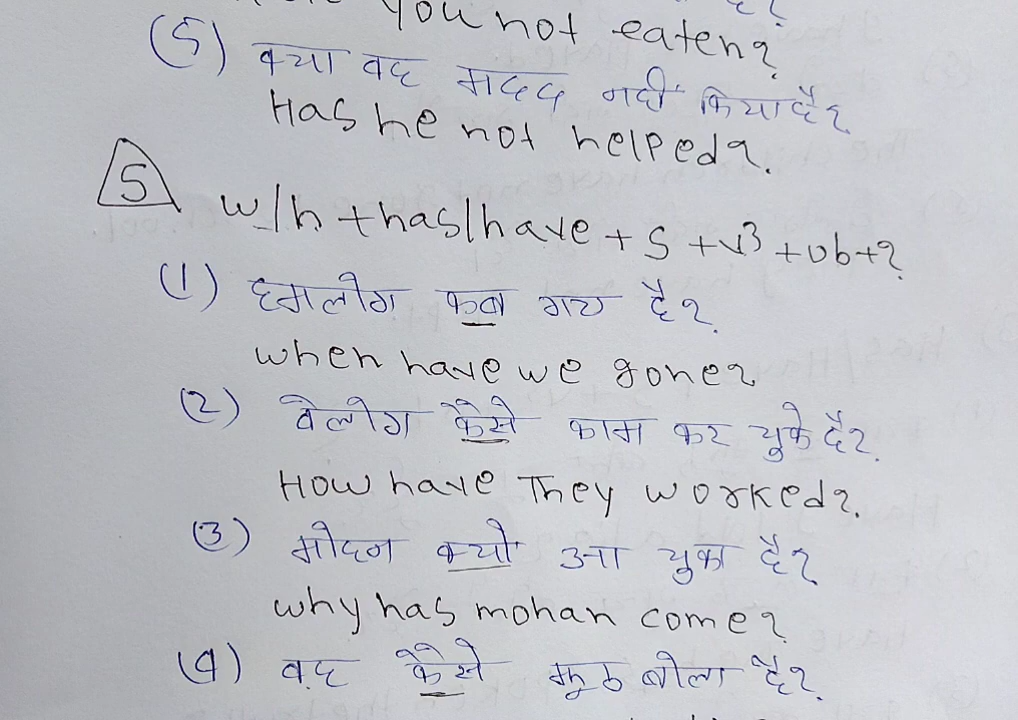 you not eaten?
(5) क्या वह मदद नहीं किया है?
Has he not helped?
5 w/h + has/have + S + v3 + ob + ?
(1) हमलोग कब गए है?
when have we gone?
(2) वेलोग कैसे काम कर चुके है?
How have They worked?
(3) मोहन क्यों आ चुका है?
why has mohan come?
(4) वह कैसे झूठ बोला है?